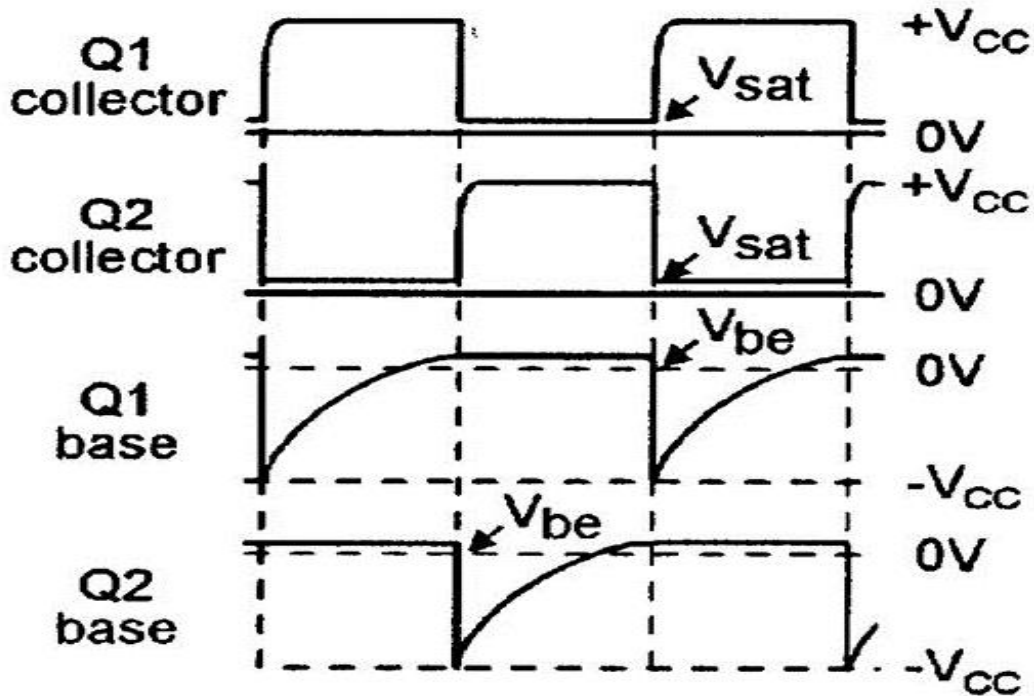 Q1
collector
+Vcc
Vsat
0V
Q2
collector
+Vcc
Vsat
0V
Q1
base
Vbe
0V
-Vcc
Q2
base
Vbe
0V
-Vcc